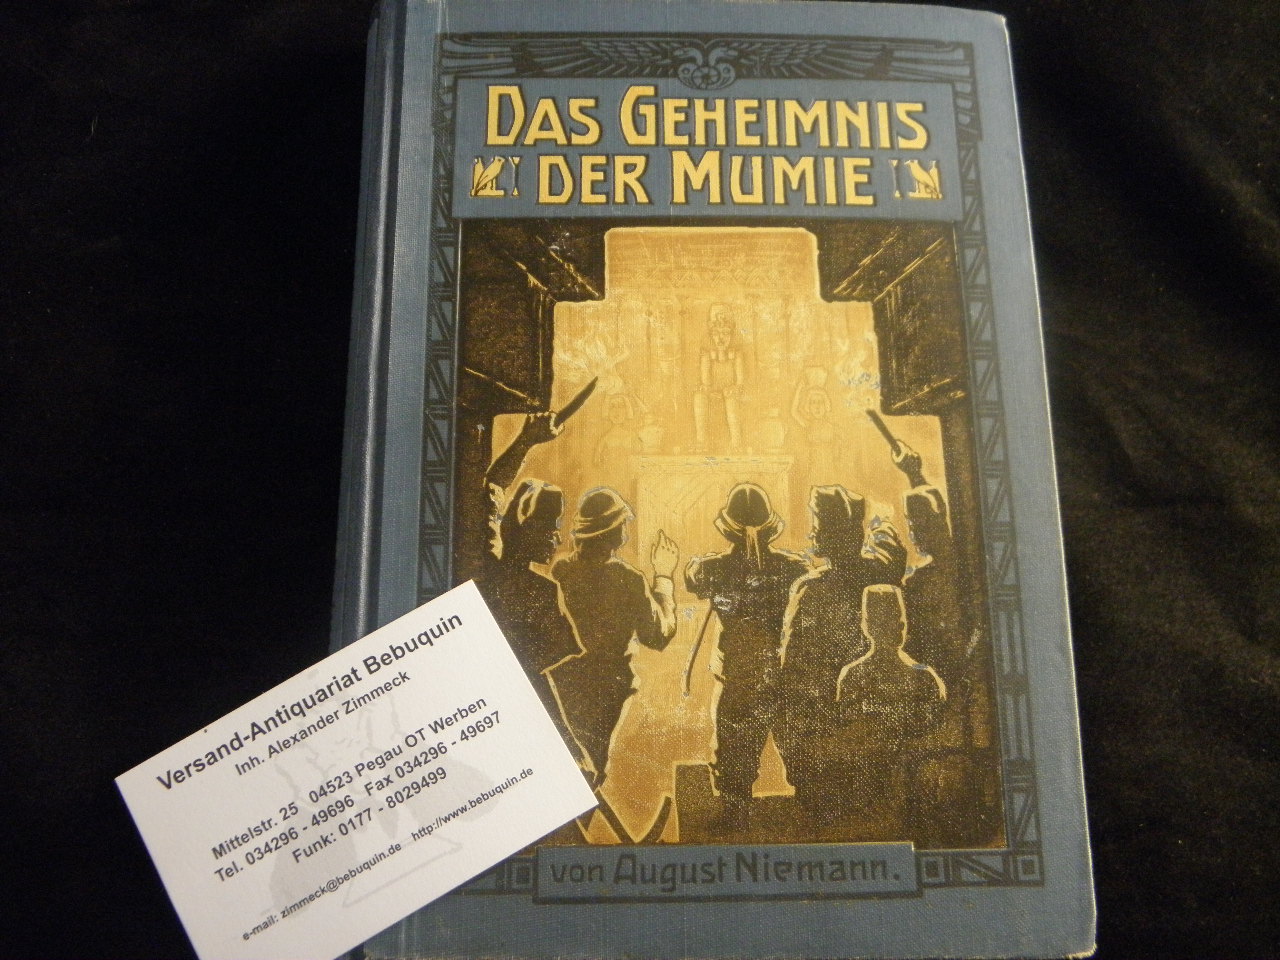 DAS GEHEIMNIS
DER MUMIE
von August Niemann.
Versand-Antiquariat Bebuquin
Inh. Alexander Zimmeck
Mittelstr. 25 04523 Pegau OT Werben
Tel. 034296 - 49696 Fax 034296 - 49697
Funk: 0177 - 8029499
e-mail: zimmeck@bebuquin.de http://www.bebuquin.de